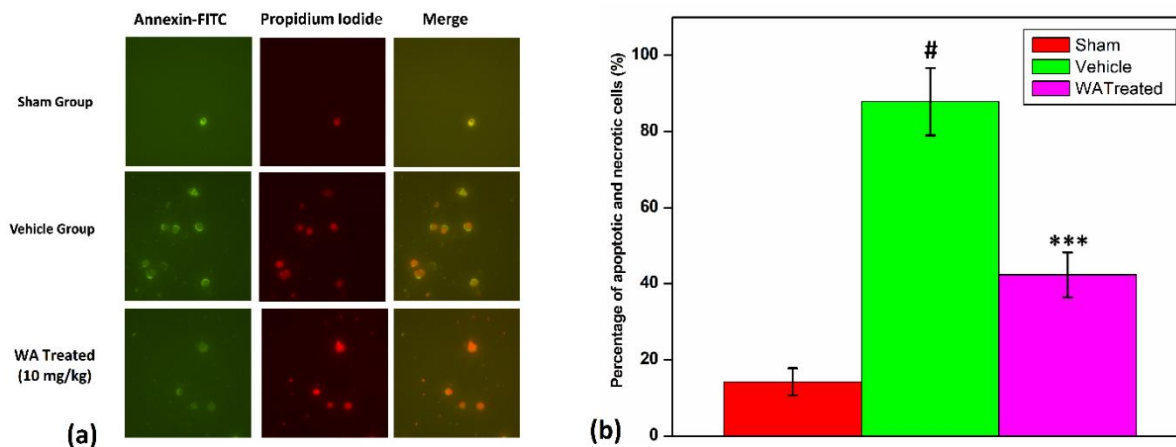 Annexin-FITC Propidium Iodide Merge
Sham Group
Vehicle Group
WA Treated
(10 mg/kg)
(a)
Percentage of apoptotic and necrotic cells (%)
100
80
60
40
20
0
#
***
Sham
Vehicle
WATreated
(b)